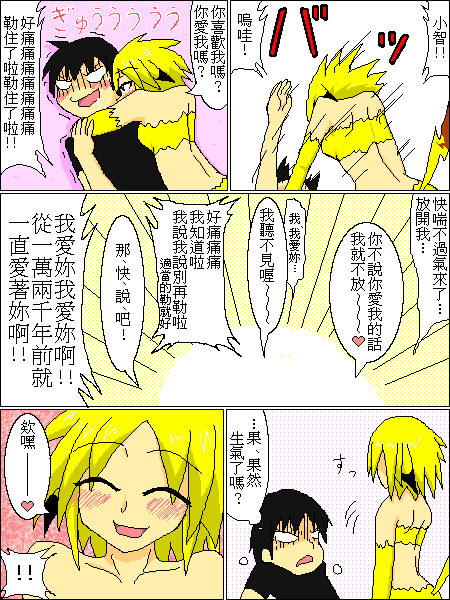 小智!!
バッ
嗚哇!
你喜歡我嗎?
你愛我嗎?
ぎゅううううう
好痛痛痛痛痛痛痛
勒住了啦勒住了啦!!
快喘不過氣來了…
放開我…
你不說你愛我的話
我就不放~~~♥
我 我愛妳…
我聽不見喔~~
好痛痛痛
我知道啦
我說我說別再勒啦
適當的勒就好
那、快、說 吧!
我愛妳我愛妳啊!!
從一萬兩千年前就
一直愛著妳啊!!
すっ
…果、果然
生氣了嗎?
欸嘿——♥
!!